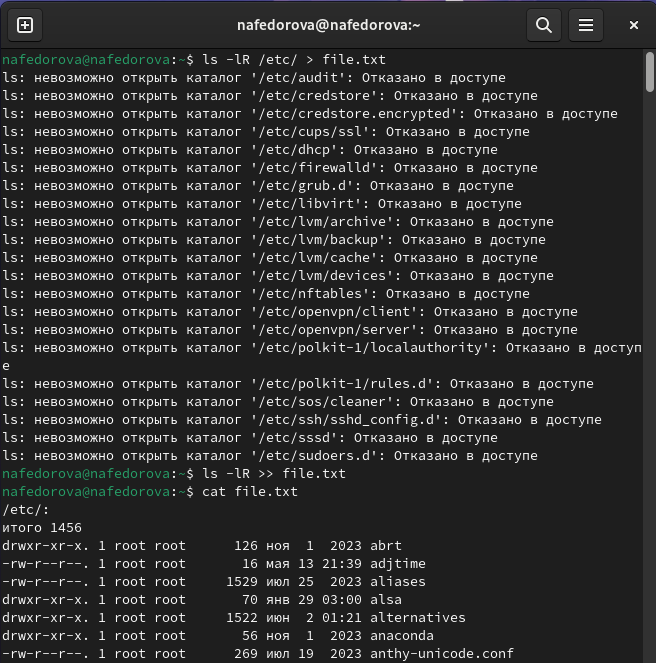 nafedorova@nafedorova:~
nafedorova@nafedorova:~$ ls -lR /etc/ > file.txt
ls: невозможно открыть каталог '/etc/audit': Отказано в доступе
ls: невозможно открыть каталог '/etc/credstore': Отказано в доступе
ls: невозможно открыть каталог '/etc/credstore.encrypted': Отказано в доступе
ls: невозможно открыть каталог '/etc/cups/ssl': Отказано в доступе
ls: невозможно открыть каталог '/etc/dhcp': Отказано в доступе
ls: невозможно открыть каталог '/etc/firewalld': Отказано в доступе
ls: невозможно открыть каталог '/etc/grub.d': Отказано в доступе
ls: невозможно открыть каталог '/etc/libvirt': Отказано в доступе
ls: невозможно открыть каталог '/etc/lvm/archive': Отказано в доступе
ls: невозможно открыть каталог '/etc/lvm/backup': Отказано в доступе
ls: невозможно открыть каталог '/etc/lvm/cache': Отказано в доступе
ls: невозможно открыть каталог '/etc/lvm/devices': Отказано в доступе
ls: невозможно открыть каталог '/etc/nftables': Отказано в доступе
ls: невозможно открыть каталог '/etc/openvpn/client': Отказано в доступе
ls: невозможно открыть каталог '/etc/openvpn/server': Отказано в доступе
ls: невозможно открыть каталог '/etc/polkit-1/localauthority': Отказано в доступ
е
ls: невозможно открыть каталог '/etc/polkit-1/rules.d': Отказано в доступе
ls: невозможно открыть каталог '/etc/sos/cleaner': Отказано в доступе
ls: невозможно открыть каталог '/etc/ssh/sshd_config.d': Отказано в доступе
ls: невозможно открыть каталог '/etc/sssd': Отказано в доступе
ls: невозможно открыть каталог '/etc/sudoers.d': Отказано в доступе
nafedorova@nafedorova:~$ ls -lR >> file.txt
nafedorova@nafedorova:~$ cat file.txt
/etc/:
итого 1456
drwxr-xr-x. 1 root root      126 ноя  1  2023 abrt
-rw-r--r--. 1 root root       16 мая 13 21:39 adjtime
-rw-r--r--. 1 root root     1529 июл 25  2023 aliases
drwxr-xr-x. 1 root root       70 янв 29 03:00 alsa
drwxr-xr-x. 1 root root     1522 июн  2 01:21 alternatives
drwxr-xr-x. 1 root root       56 ноя  1  2023 anaconda
-rw-r--r--. 1 root root      269 июл 19  2023 anthy-unicode.conf